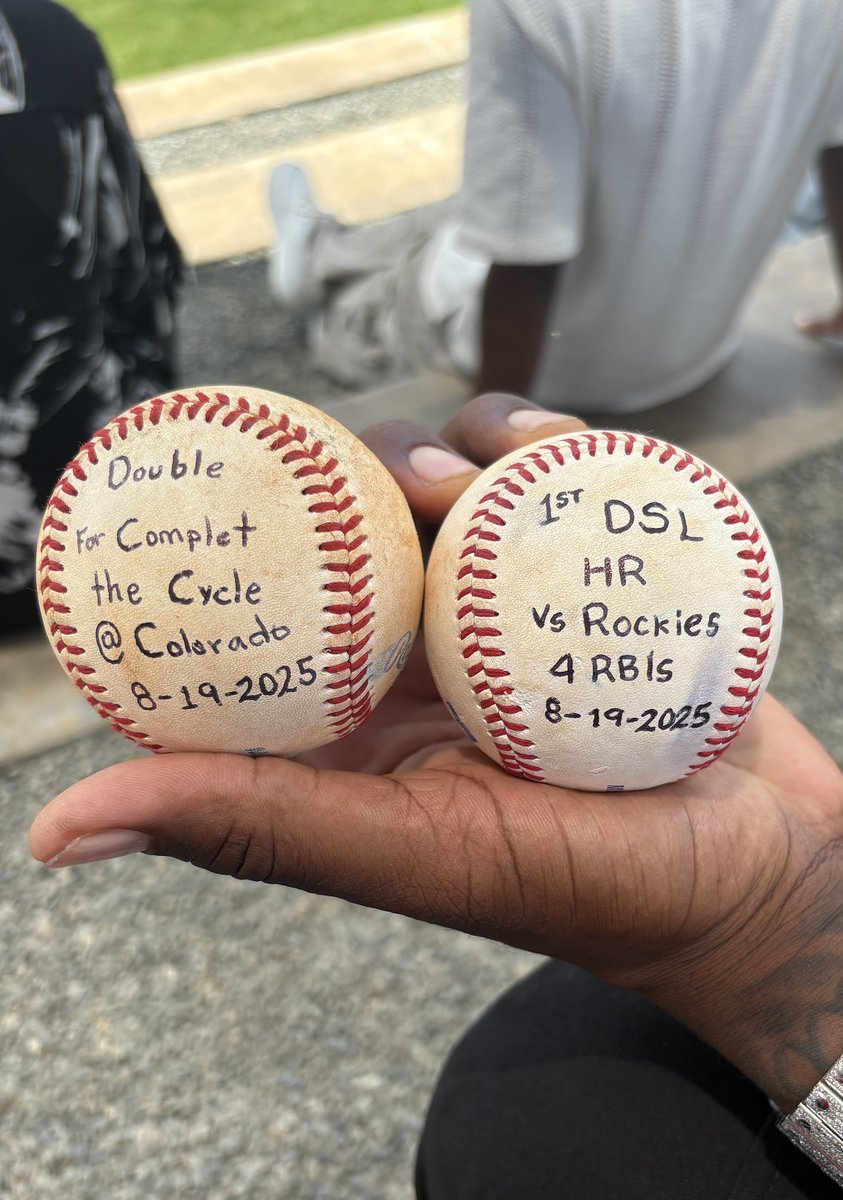 Double
For Complet
the Cycle
@ Colorado
8-19-2025
1ST DSL
HR
Vs Rockies
4 RBIs
8-19-2025